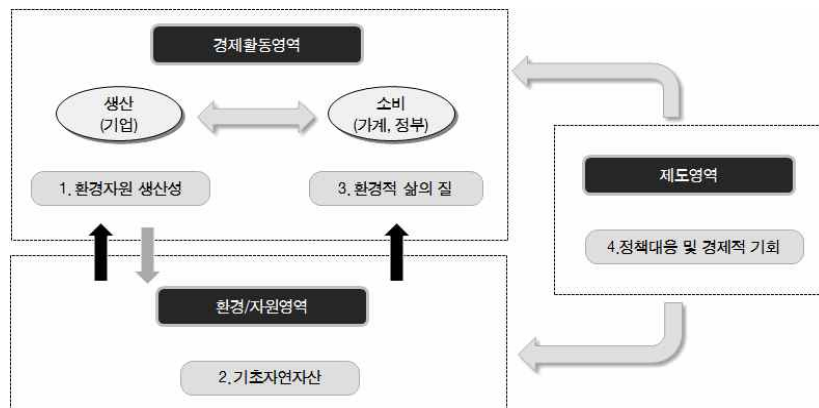 경제활동영역
생산
(기업)
소비
(가계, 정부)
1. 환경자원 생산성
3. 환경적 삶의 질
제도영역
4.정책대응 및 경제적 기회
환경/자원영역
2.기초자연자산